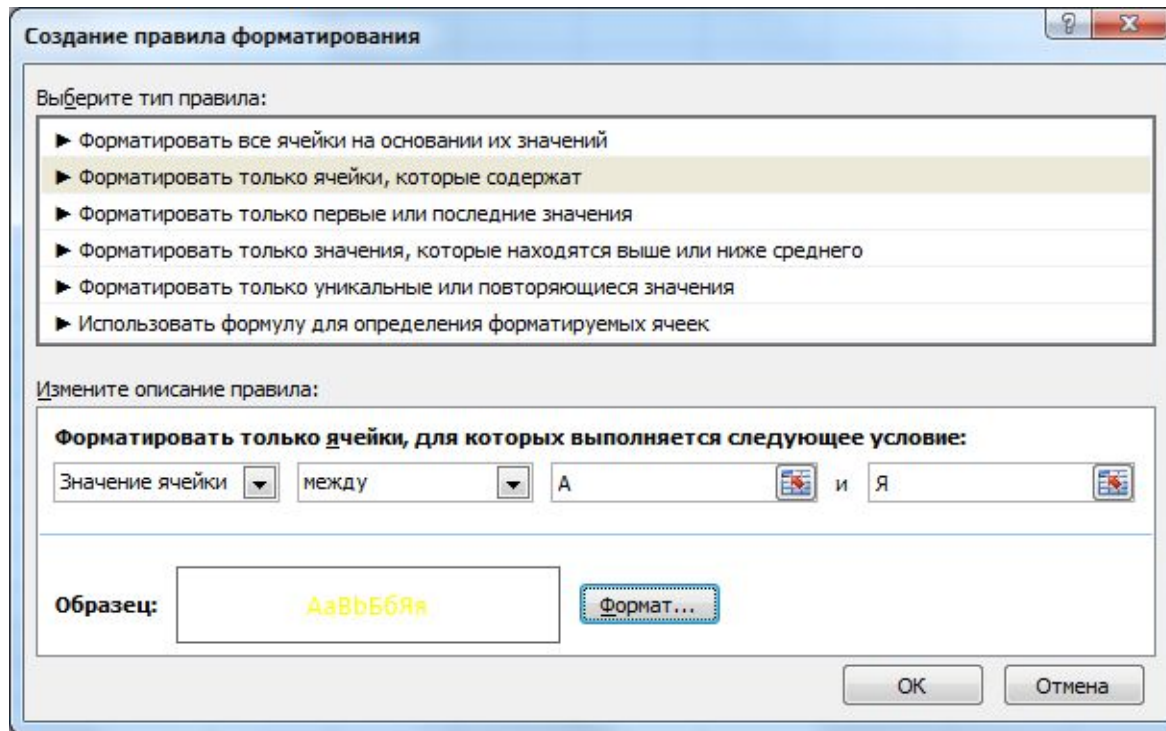 Создание правила форматирования
Выберите тип правила:
► Форматировать все ячейки на основании их значений
► Форматировать только ячейки, которые содержат
► Форматировать только первые или последние значения
► Форматировать только значения, которые находятся выше или ниже среднего
► Форматировать только уникальные или повторяющиеся значения
► Использовать формулу для определения форматируемых ячеек
Измените описание правила:
Форматировать только ячейки, для которых выполняется следующее условие:
Значение ячейки между А и Я
Образец: АаВbБбЯя Формат...
ОК Отмена